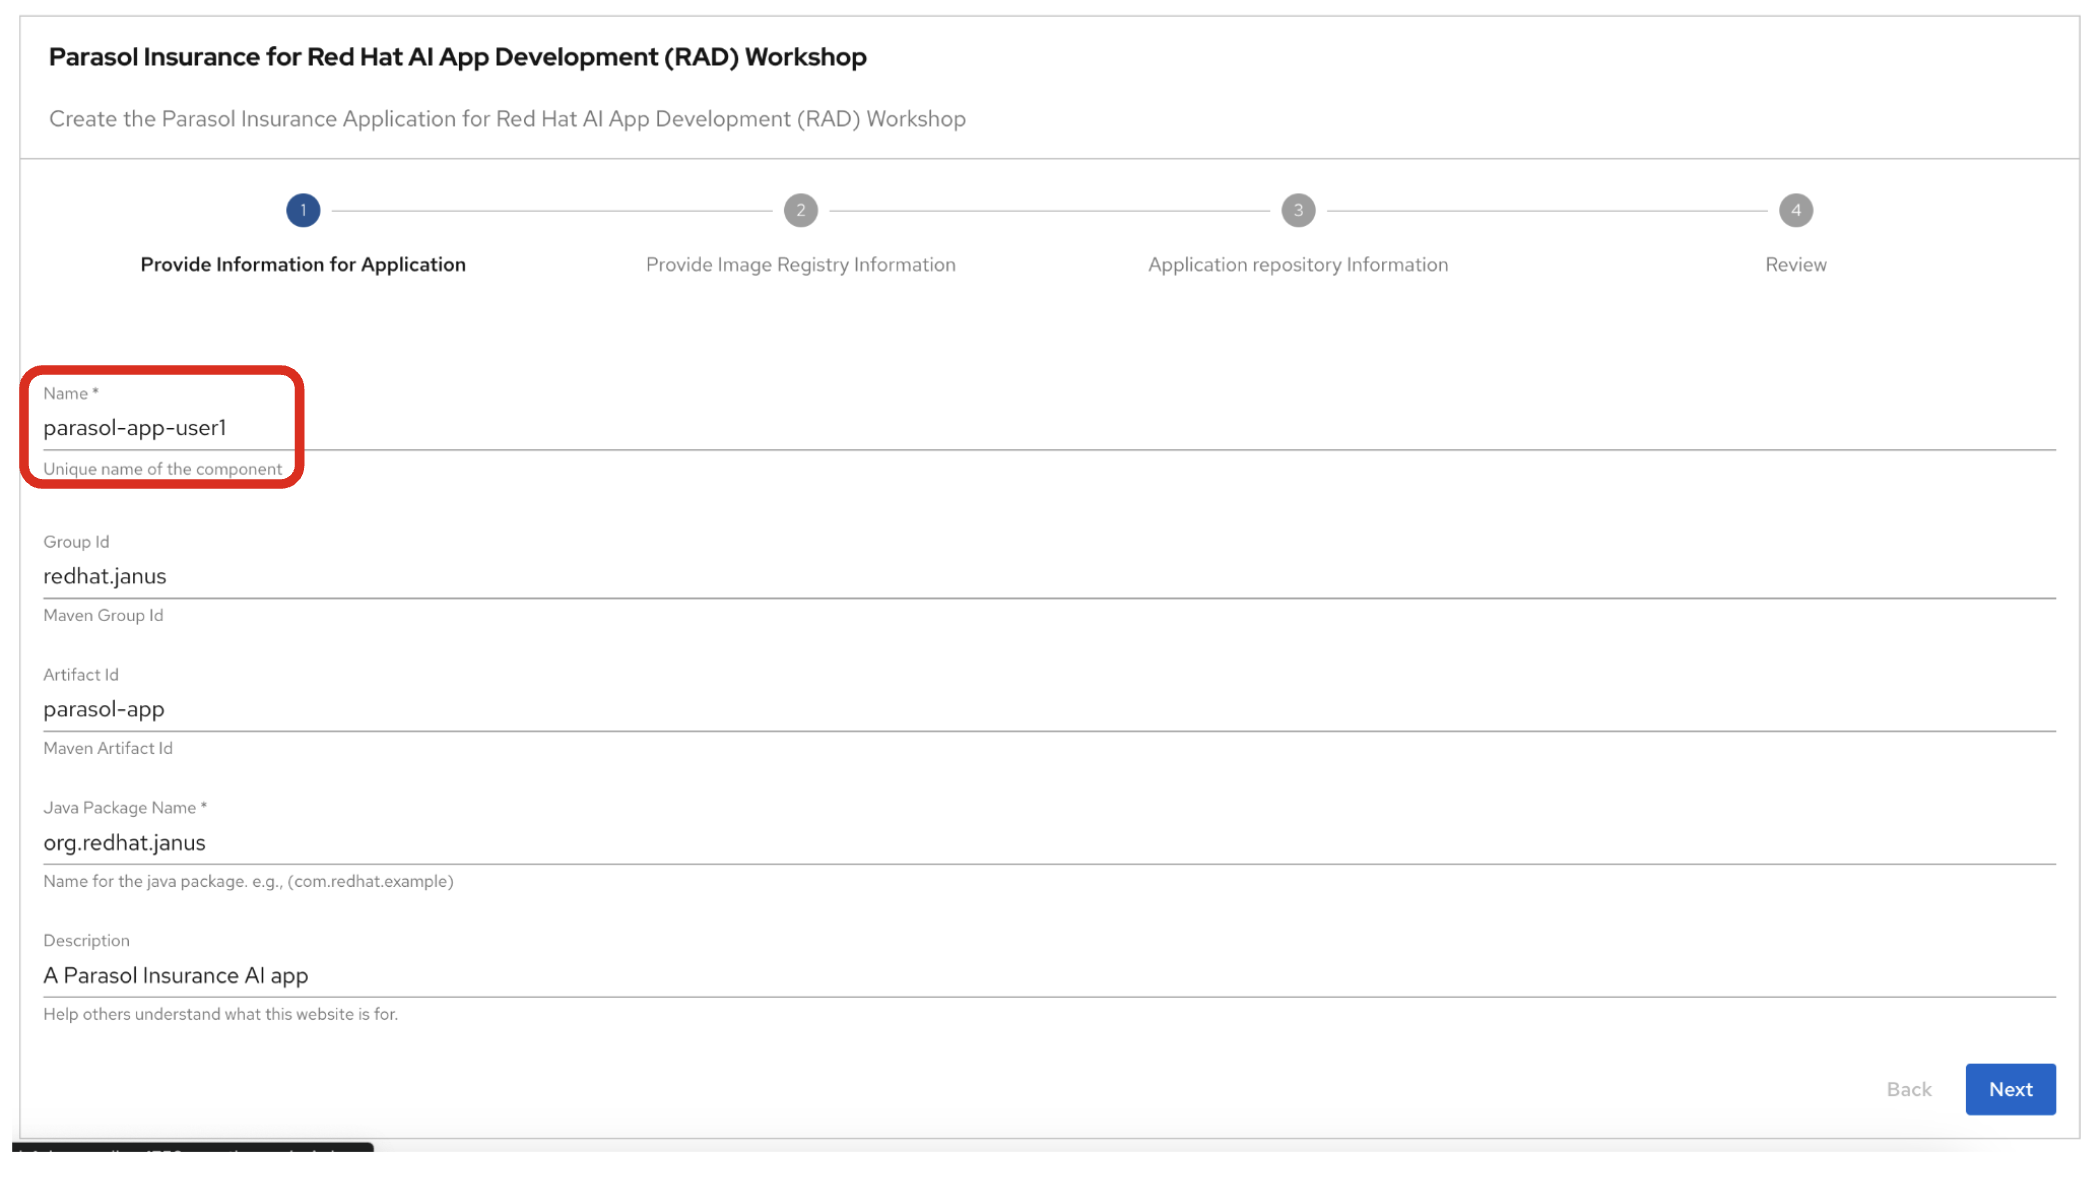 Parasol Insurance for Red Hat AI App Development (RAD) Workshop
Create the Parasol Insurance Application for Red Hat AI App Development (RAD) Workshop
1
2
3
4
Provide Information for Application
Provide Image Registry Information
Application repository Information
Review
Name *
parasol-app-user1
Unique name of the component
Group Id
redhat.janus
Maven Group Id
Artifact Id
parasol-app
Maven Artifact Id
Java Package Name *
org.redhat.janus
Name for the java package. e.g., (com.redhat.example)
Description
A Parasol Insurance AI app
Help others understand what this website is for.
Back
Next